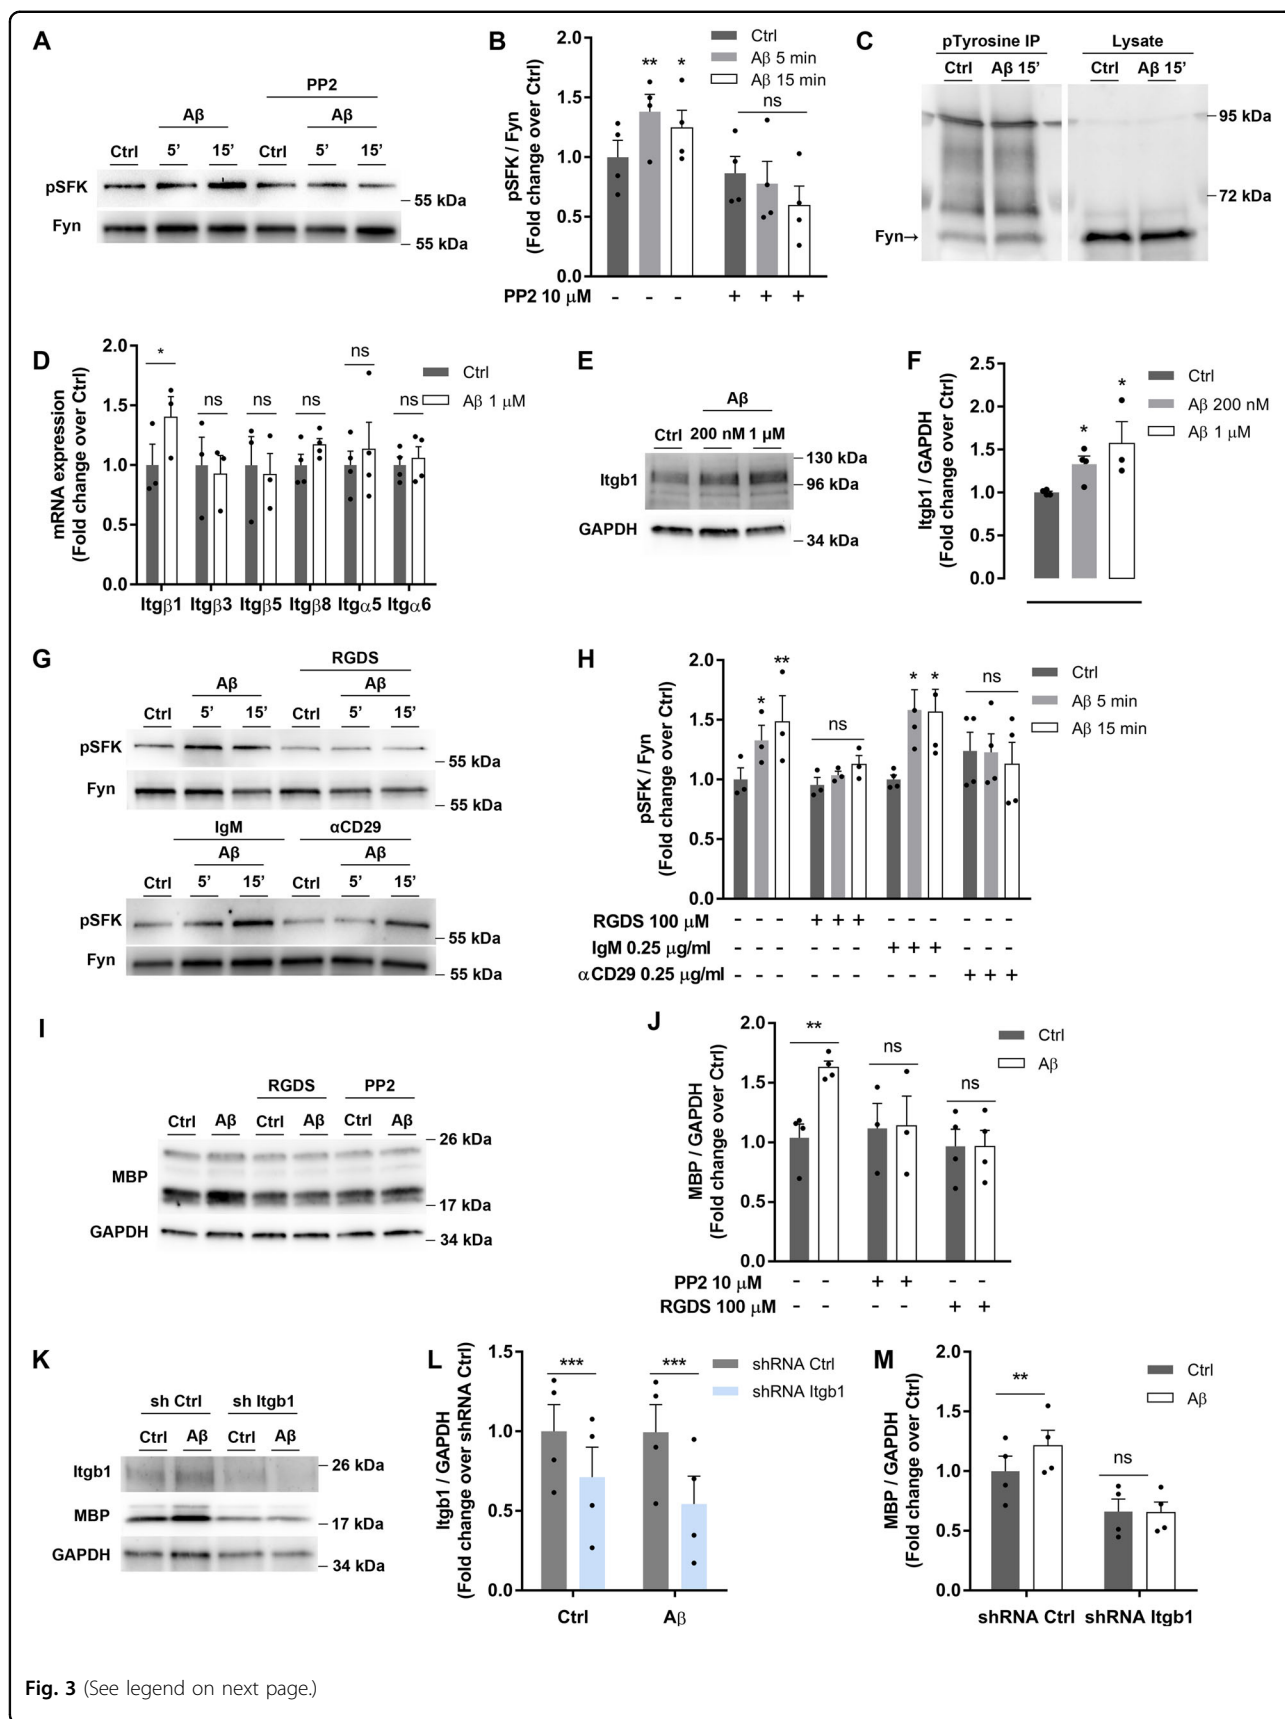 A
PP2
Aβ Aβ
Ctrl 5’ 15’ Ctrl 5’ 15’
pSFK
55 kDa
Fyn
55 kDa
B
pSFK / Fyn
(Fold change over Ctrl)
2.0
1.5
1.0
0.5
0.0
Ctrl
Aβ 5 min
Aβ 15 min
** *
ns
PP2 10 μM - - - + + +
C
pTyrosine IP Lysate
Ctrl Aβ 15’ Ctrl Aβ 15’
95 kDa
72 kDa
Fyn→
D
mRNA expression
(Fold change over Ctrl)
2.0
1.5
1.0
0.5
0.0
* ns ns ns ns ns
Ctrl
Aβ 1 μM
Itgβ1 Itgβ3 Itgβ5 Itgβ8 Itgα5 Itgα6
E
Aβ
Ctrl 200 nM 1 μM
130 kDa
Itgb1
96 kDa
GAPDH
34 kDa
F
Itgb1 / GAPDH
(Fold change over Ctrl)
2.5
2.0
1.5
1.0
0.5
0.0
* *
Ctrl
Aβ 200 nM
Aβ 1 μM
G
RGDS
Aβ Aβ
Ctrl 5’ 15’ Ctrl 5’ 15’
pSFK
55 kDa
Fyn
55 kDa
IgM αCD29
Aβ Aβ
Ctrl 5’ 15’ Ctrl 5’ 15’
pSFK
55 kDa
Fyn
55 kDa
H
pSFK / Fyn
(Fold change over Ctrl)
2.0
1.5
1.0
0.5
0.0
* ** ns * * ns
Ctrl
Aβ 5 min
Aβ 15 min
RGDS 100 μM - - - + + + - - - - - -
IgM 0.25 μg/ml - - - - - - + + + - - -
αCD29 0.25 μg/ml - - - - - - - - - + + +
I
RGDS PP2
Ctrl Aβ Ctrl Aβ Ctrl Aβ
26 kDa
MBP
17 kDa
GAPDH
34 kDa
J
MBP / GAPDH
(Fold change over Ctrl)
2.0
1.5
1.0
0.5
0.0
** ns ns
Ctrl
Aβ
PP2 10 μM - - + + - -
RGDS 100 μM - - - - + +
K
sh Ctrl sh Itgb1
Ctrl Aβ Ctrl Aβ
Itgb1
26 kDa
MBP
17 kDa
GAPDH
34 kDa
L
Itgb1 / GAPDH
(Fold change over shRNA Ctrl)
1.5
1.0
0.5
0.0
*** ***
shRNA Ctrl
shRNA Itgb1
Ctrl Aβ
M
MBP / GAPDH
(Fold change over Ctrl)
2.0
1.5
1.0
0.5
0.0
** ns
Ctrl
Aβ
shRNA Ctrl shRNA Itgb1
Fig. 3 (See legend on next page.)